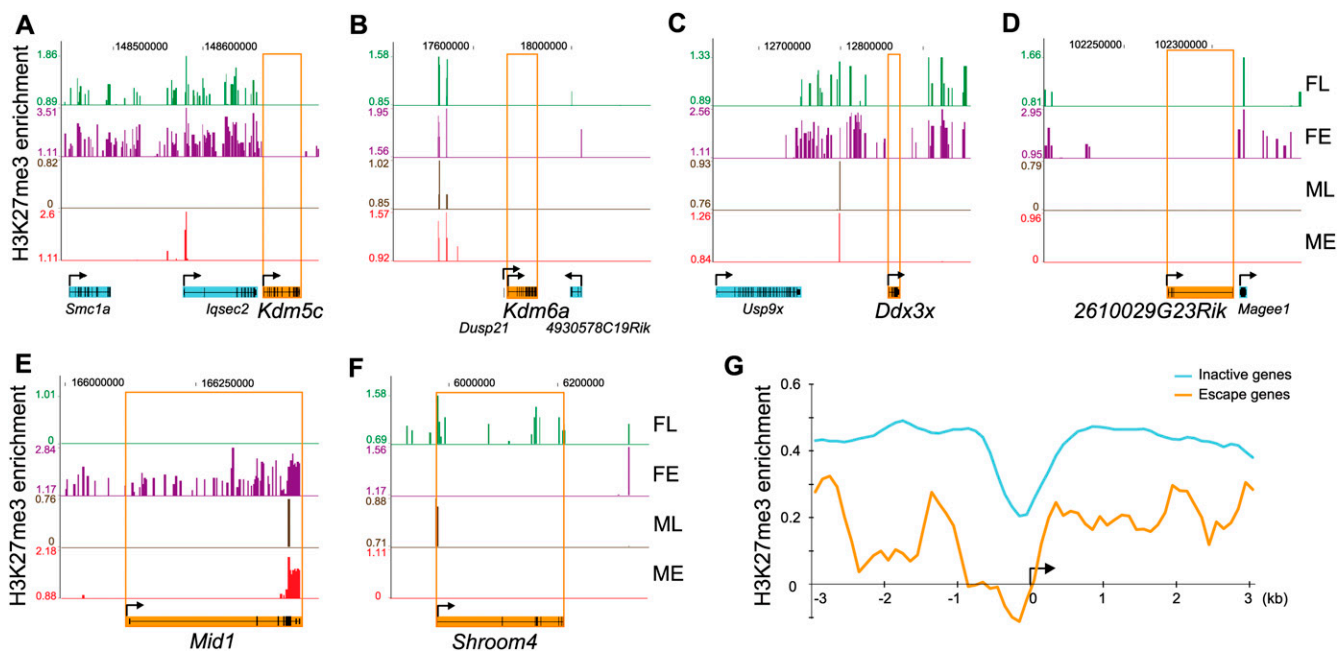 A
148500000 148600000
H3K27me3 enrichment
1.86
0.89
3.51
1.11
0.82
0
2.6
1.11
Smc1a Iqsec2 Kdm5c
B
17600000 18000000
1.58
0.85
1.95
1.56
1.02
0.85
1.57
0.92
Kdm6a
Dusp21 4930578C19Rik
C
12700000 12800000
1.33
0.89
2.56
1.11
0.93
0.76
1.26
0.84
Usp9x Ddx3x
D
102250000 102300000
1.66
0.81
2.95
0.95
0.79
0
0.96
0
FL
FE
ML
ME
2610029G23Rik Magee1
E
166000000 166250000
H3K27me3 enrichment
1.01
0
2.84
1.17
0.76
0
2.18
0.88
Mid1
F
6000000 6200000
1.58
0.69
1.56
1.17
0.88
0.71
1.11
0
FL
FE
ML
ME
Shroom4
G
H3K27me3 enrichment
Inactive genes
Escape genes
0.6
0.4
0.2
0
-3 -2 -1 0 1 2 3 (kb)